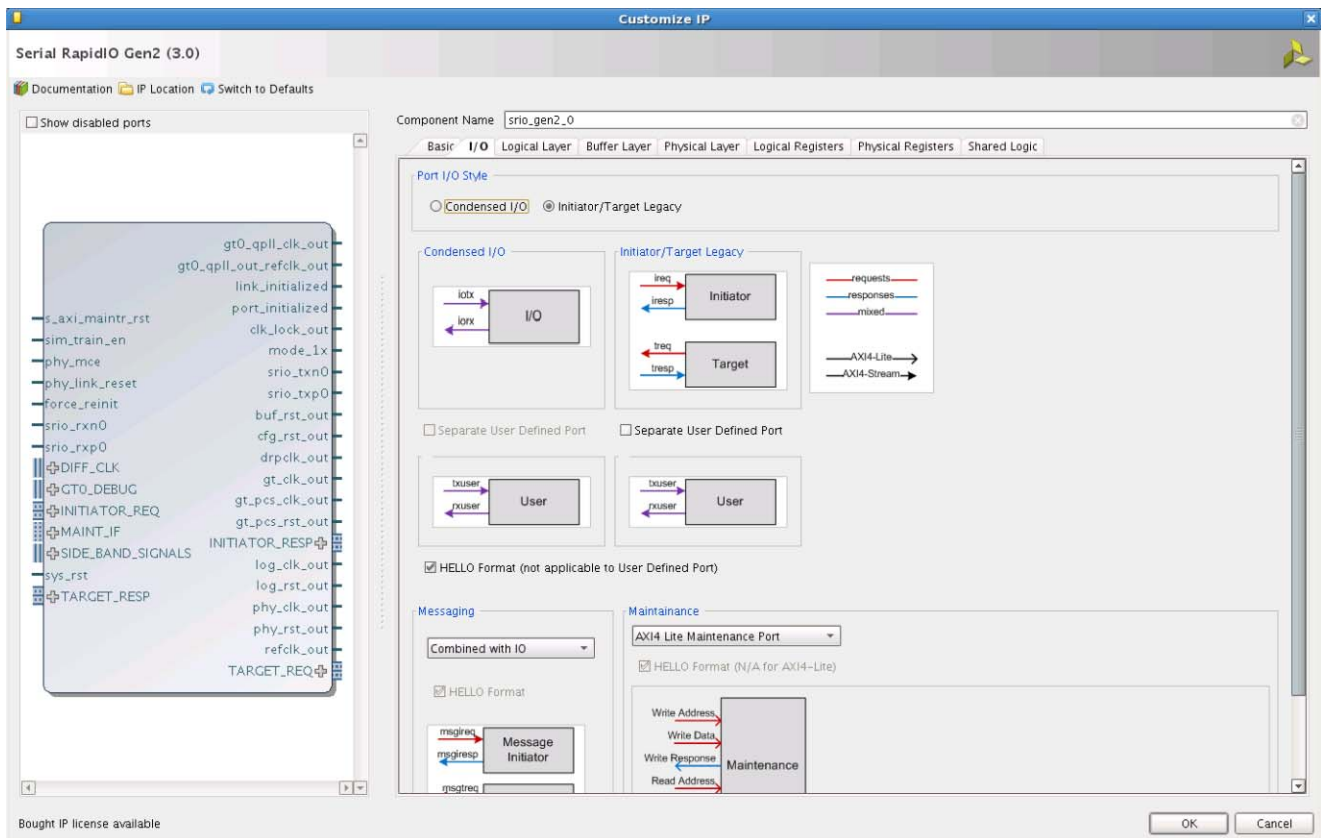 Customize IP
Serial RapidIO Gen2 (3.0)
Documentation IP Location Switch to Defaults
Show disabled ports
gt0_qpll_clk_out
gt0_qpll_out_refclk_out
link_initialized
port_initialized
clk_lock_out
mode_1x
srio_txn0
srio_txp0
buf_rst_out
cfg_rst_out
drpclk_out
gt_clk_out
gt_pcs_clk_out
gt_pcs_rst_out
INITIATOR_RESP
log_clk_out
log_rst_out
phy_clk_out
phy_rst_out
refclk_out
TARGET_REQ
s_axi_maintr_rst
sim_train_en
phy_mce
phy_link_reset
force_reinit
srio_rxn0
srio_rxp0
DIFF_CLK
GT0_DEBUG
INITIATOR_REQ
MAINT_IF
SIDE_BAND_SIGNALS
sys_rst
TARGET_RESP
Component Name srio_gen2_0
Basic I/O Logical Layer Buffer Layer Physical Layer Logical Registers Physical Registers Shared Logic
Port I/O Style
Condensed I/O Initiator/Target Legacy
Condensed I/O
iotx
iorx
I/O
Initiator/Target Legacy
ireq
iresp
Initiator
treq
tresp
Target
requests
responses
mixed
AXI4-Lite
AXI4-Stream
Separate User Defined Port
Separate User Defined Port
txuser
rxuser
User
txuser
rxuser
User
HELLO Format (not applicable to User Defined Port)
Messaging
Combined with IO
HELLO Format
msgireq
msgiresp
Message
Initiator
msgtreq
Maintainance
AXI4 Lite Maintenance Port
HELLO Format (N/A for AXI4-Lite)
Write Address
Write Data
Write Response
Read Address
Maintenance
Bought IP license available
OK Cancel